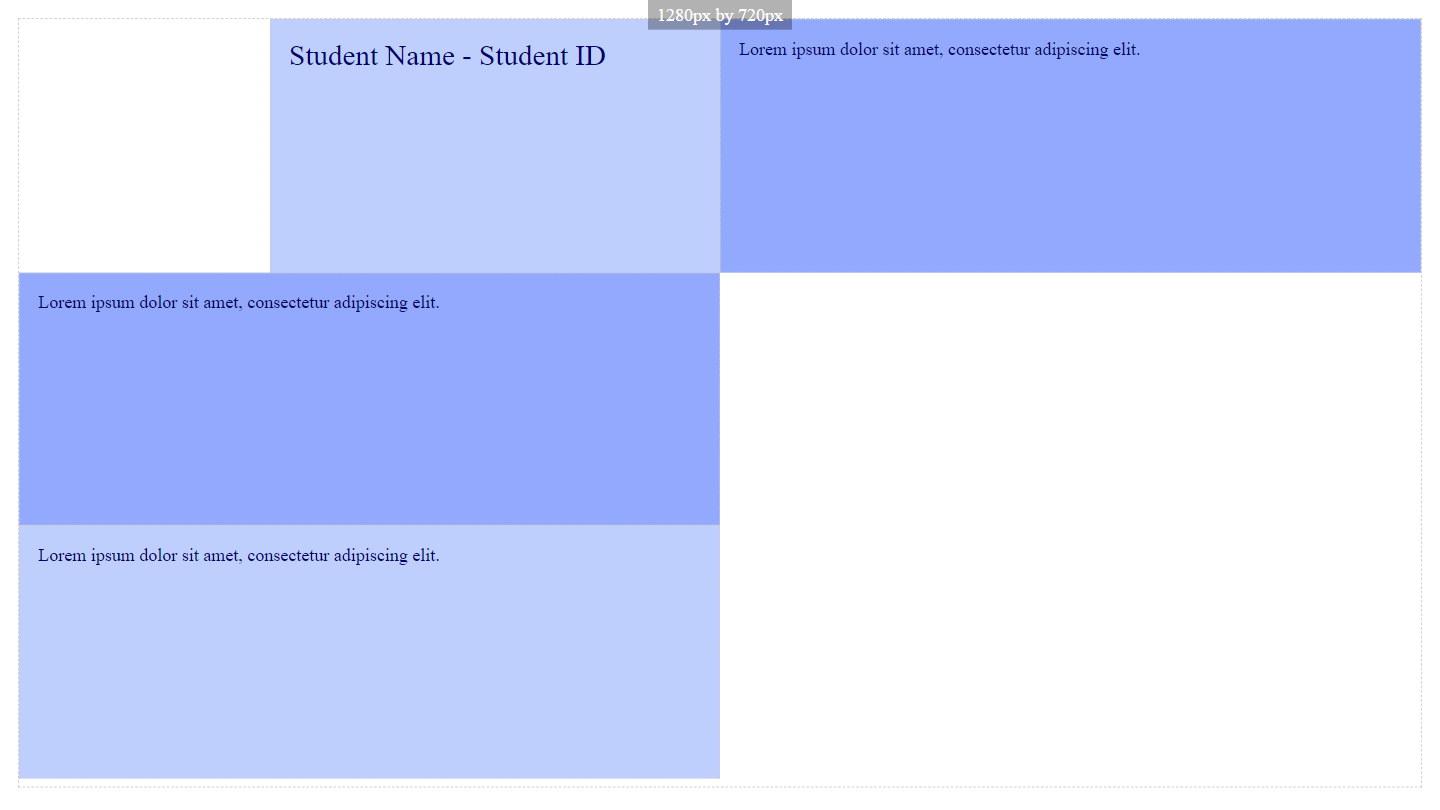 1280px by 720px
Student Name - Student ID
Lorem ipsum dolor sit amet, consectetur adipiscing elit.
Lorem ipsum dolor sit amet, consectetur adipiscing elit.
Lorem ipsum dolor sit amet, consectetur adipiscing elit.